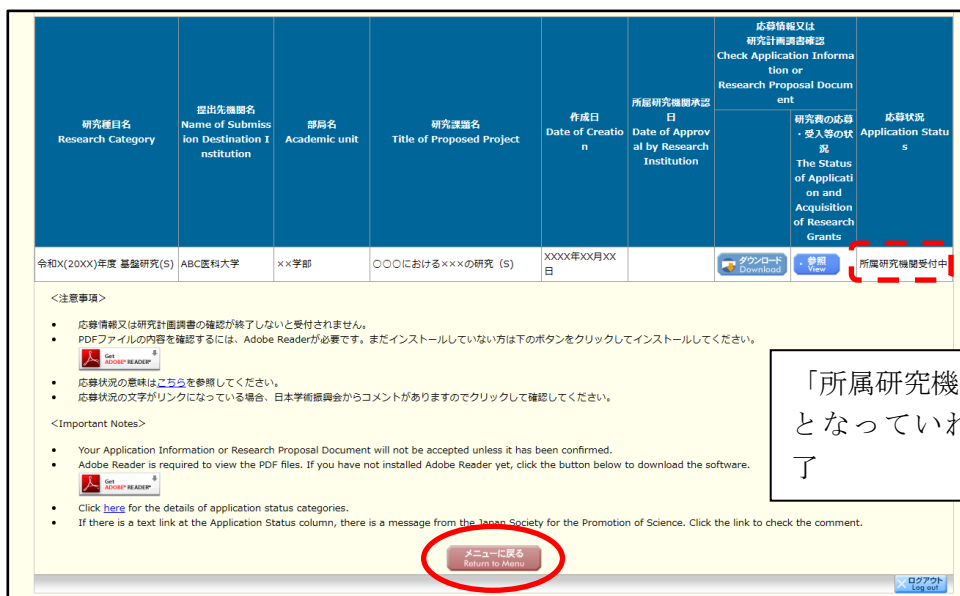 研究種目名
Research Category
提出先機関名
Name of Submiss
ion Destination I
nstitution
部局名
Academic unit
研究課題名
Title of Proposed Project
作成日
Date of Creatio
n
所属研究機関承認
日
Date of Approv
al by Research
Institution
応募情報又は
研究計画調書確認
Check Application Informa
tion or
Research Proposal Docum
ent
研究費の応募
・受入等の状
況
The Status
of Applicati
on and
Acquisition
of Research
Grants
応募状況
Application Statu
s
令和X(20XX)年度 基盤研究(S)
ABC医科大学
××学部
〇〇〇における×××の研究（S）
XXXX年XX月XX
日
ダウンロード
Download
・参照
View
所属研究機関受付中
<注意事項>
• 応募情報又は研究計画調書の確認が終了しないと受付されません。
• PDFファイルの内容を確認するには、Adobe Readerが必要です。まだインストールしていない方は下のボタンをクリックしてインストールしてください。
Get
ADOBE® READER®
• 応募状況の意味はこちらを参照してください。
• 応募状況の文字がリンクになっている場合、日本学術振興会からコメントがありますのでクリックして確認してください。
<Important Notes>
• Your Application Information or Research Proposal Document will not be accepted unless it has been confirmed.
• Adobe Reader is required to view the PDF files. If you have not installed Adobe Reader yet, click the button below to download the software.
Get
ADOBE® READER®
• Click here for the details of application status categories.
• If there is a text link at the Application Status column, there is a message from the Japan Society for the Promotion of Science. Click the link to check the comment.
「所属研究機
となっていれ
了
メニューに戻る
Return to Menu
ログアウト
Log out